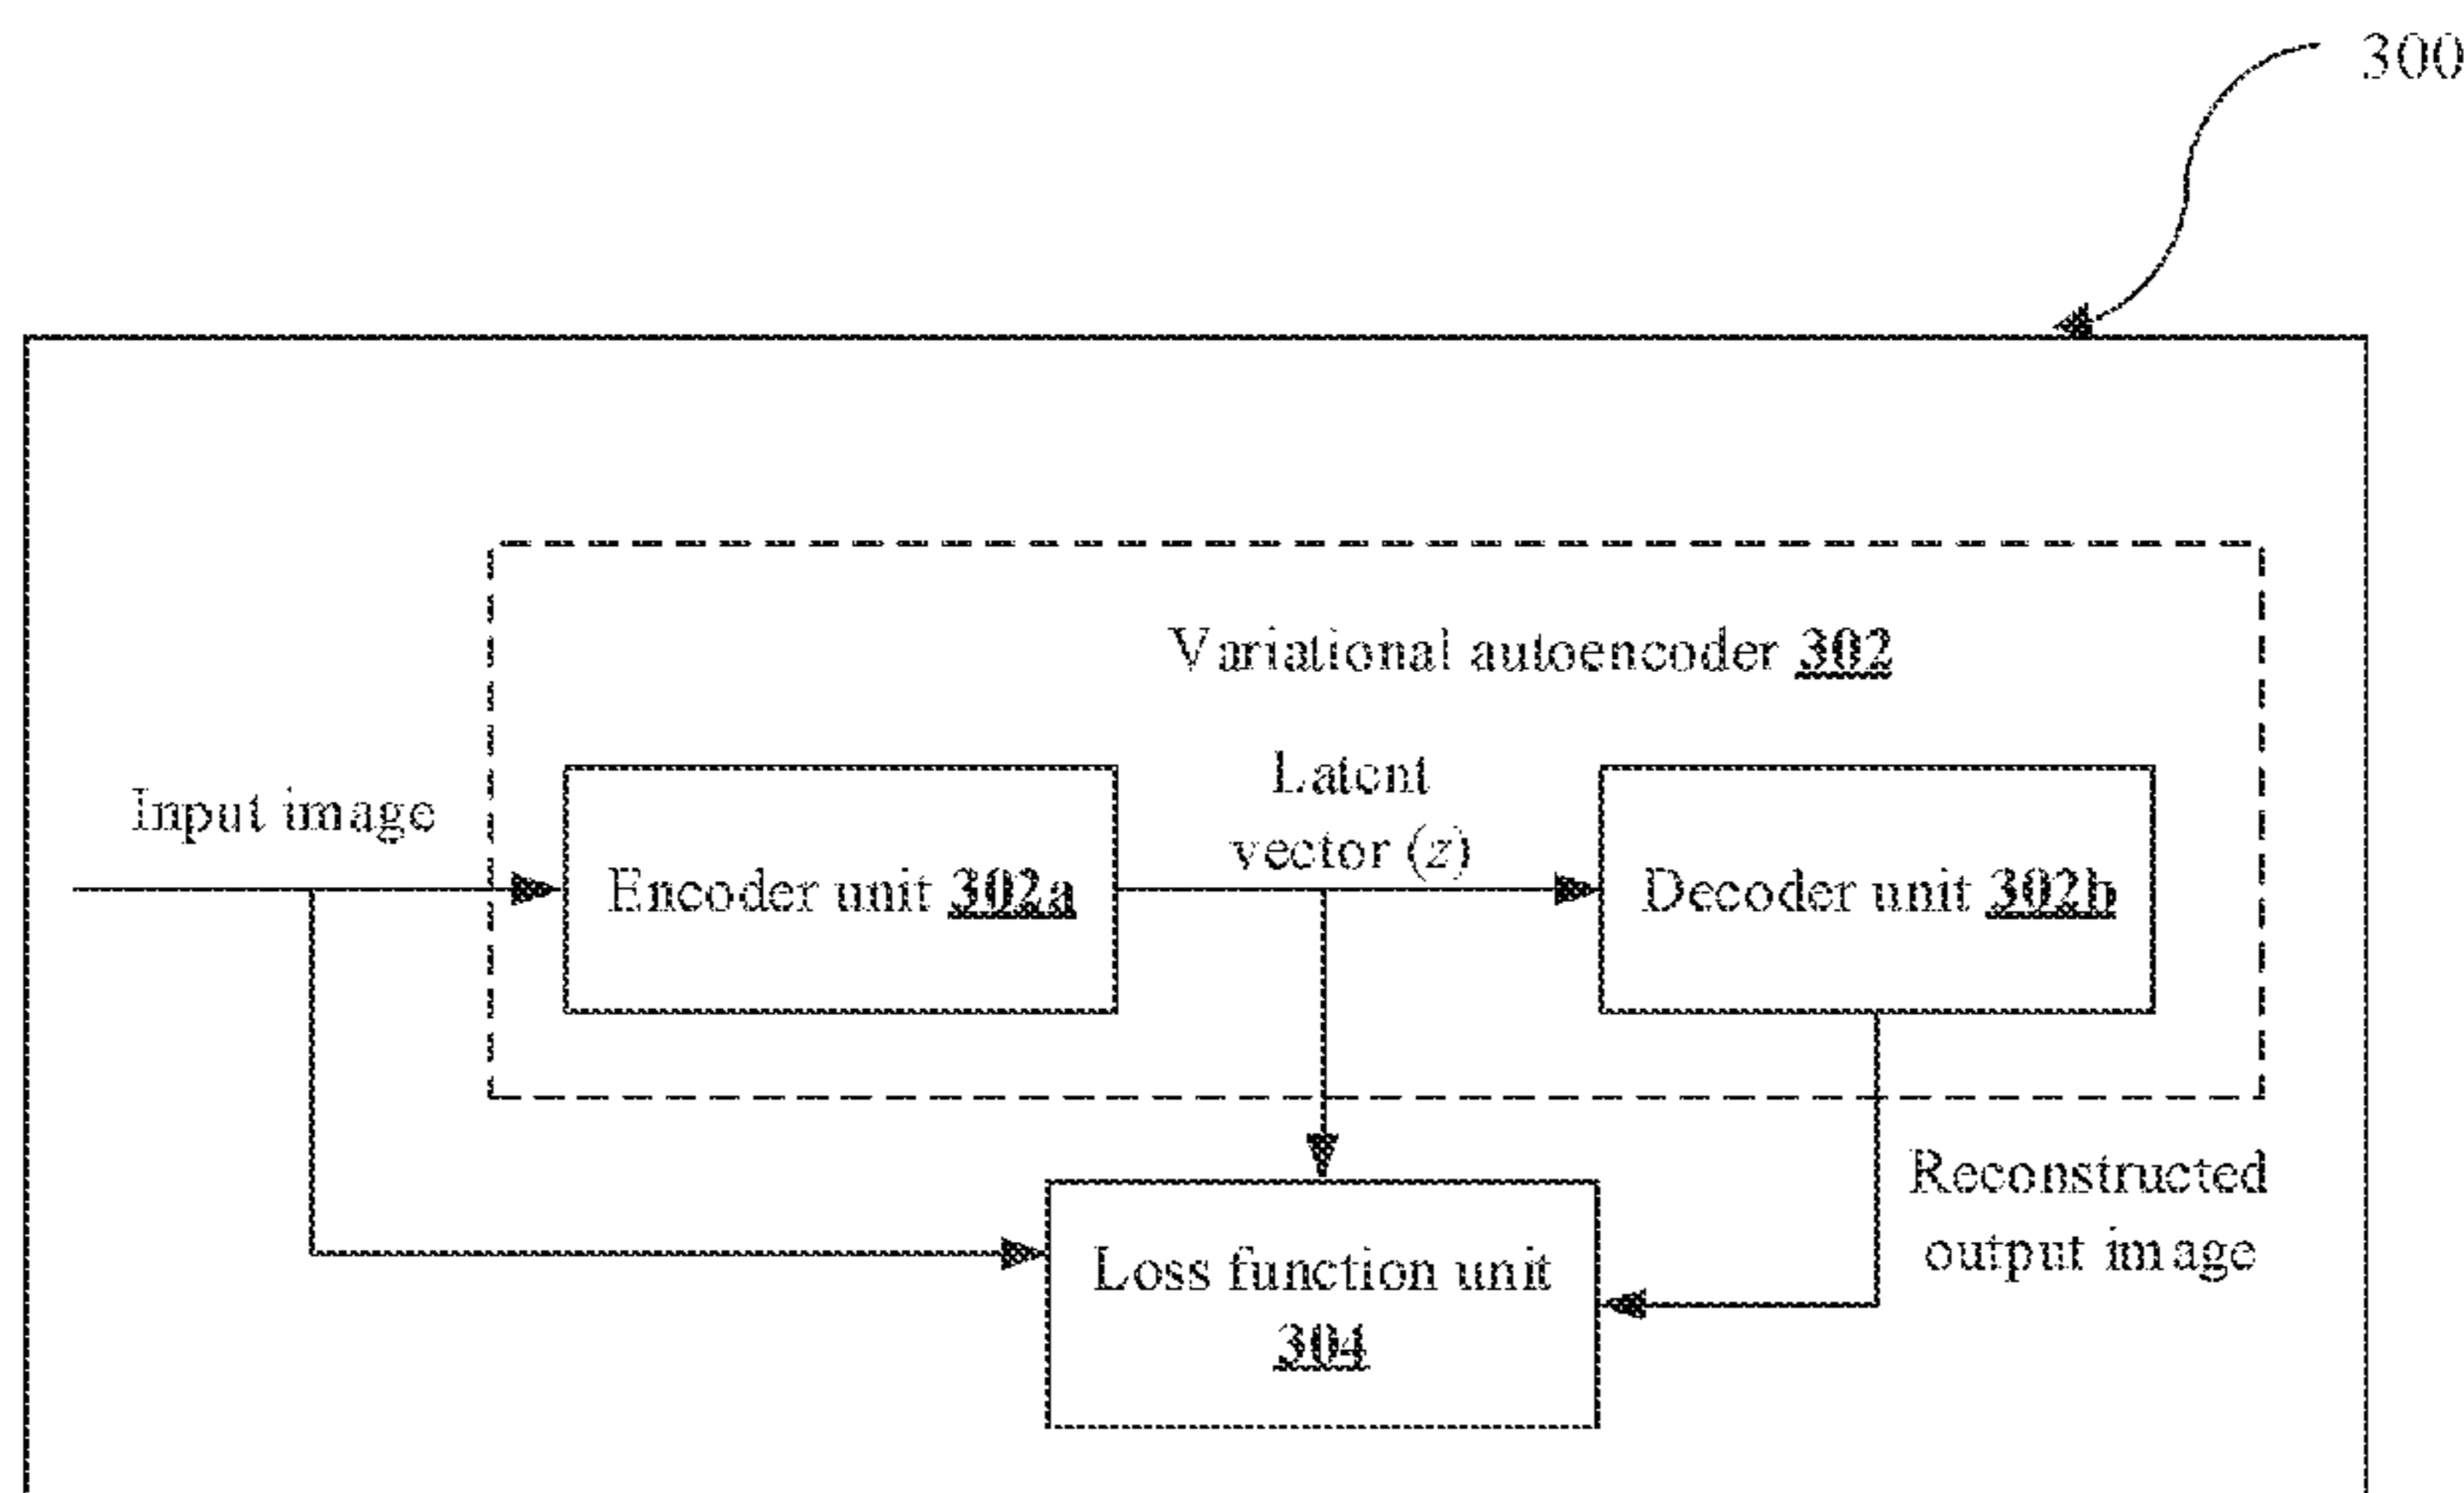 300
Variational autoencoder 302
Input image
Latent
vector (z)
Encoder unit 302a
Decoder unit 302b
Reconstructed
output image
Loss function unit
304